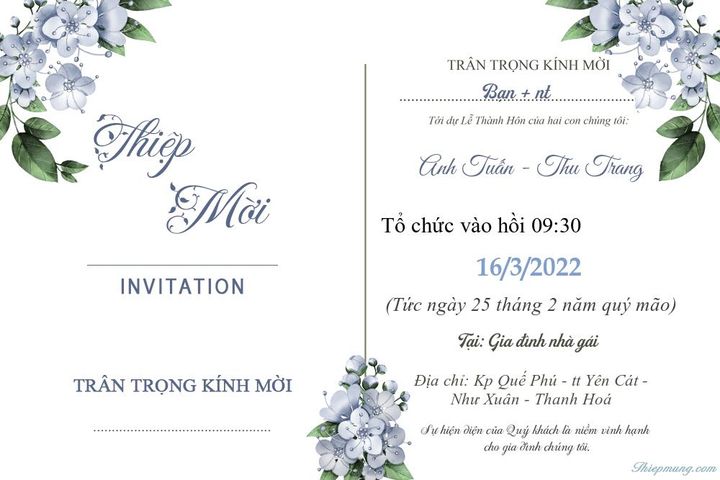 Thiệp
Mời
INVITATION
TRÂN TRỌNG KÍNH MỜI
TRÂN TRỌNG KÍNH MỜI
Bạn + nt
Tới dự Lễ Thành Hôn của hai con chúng tôi:
Anh Tuấn - Thu Trang
Tổ chức vào hồi 09:30
16/3/2022
(Tức ngày 25 tháng 2 năm quý mão)
Tại: Gia đình nhà gái
Địa chỉ: Kp Quế Phú - tt Yên Cát -
Như Xuân - Thanh Hoá
Sự hiện diện của Quý khách là niềm vinh hạnh
cho gia đình chúng tôi.
Thiepmung.com